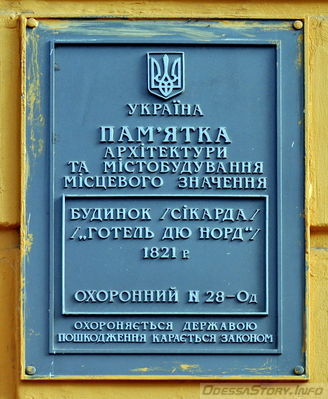 УКРАЇНА
ПАМ'ЯТКА
АРХІТЕКТУРИ
ТА МІСТОБУДУВАННЯ
МІСЦЕВОГО ЗНАЧЕННЯ
БУДИНОК /СІКАРДА/
/„ГОТЕЛЬ ДЮ НОРД“/
1821 р.
ОХОРОННИЙ N 28-Од
ОХОРОНЯЄТЬСЯ ДЕРЖАВОЮ
ПОШКОДЖЕННЯ КАРАЄТЬСЯ ЗАКОНОМ
OdessaStory.Info